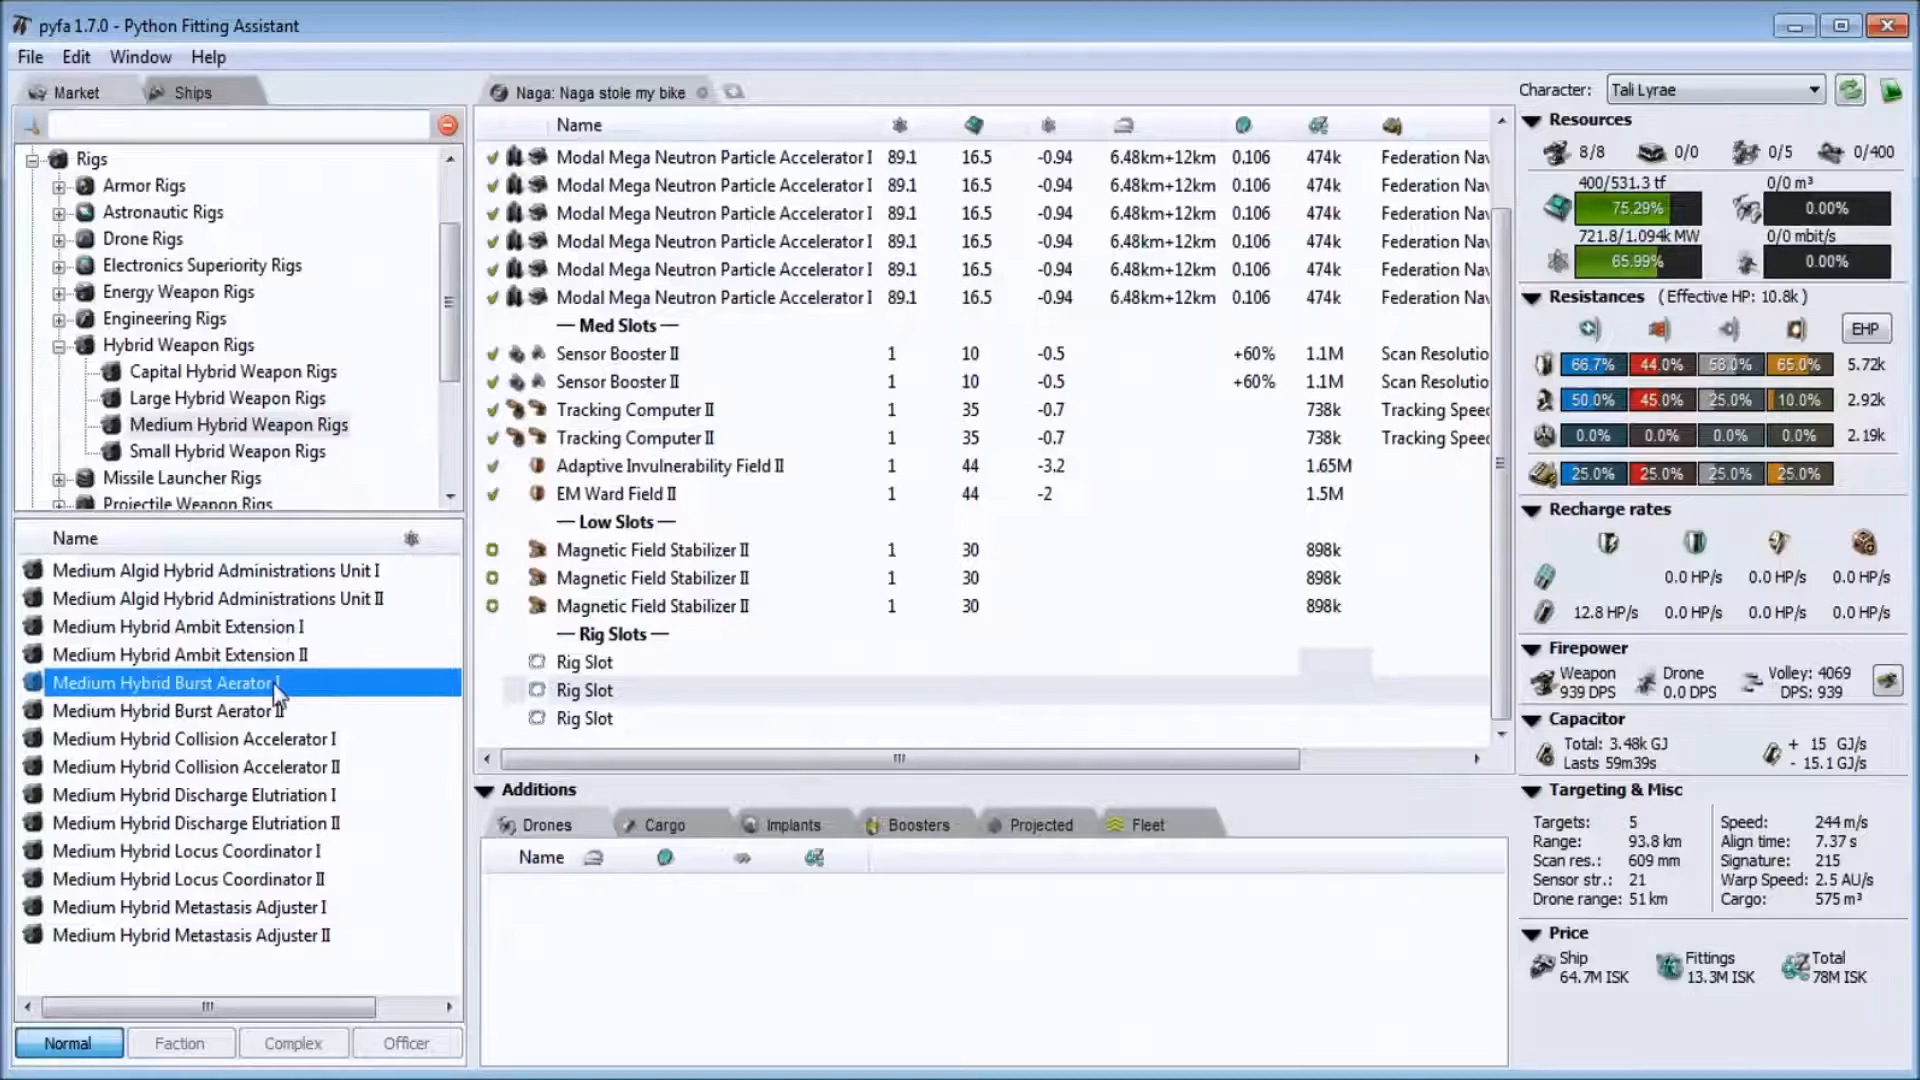 pyfa 1.7.0 - Python Fitting Assistant
File Edit Window Help
Market Ships
Rigs
Armor Rigs
Astronautic Rigs
Drone Rigs
Electronics Superiority Rigs
Energy Weapon Rigs
Engineering Rigs
Hybrid Weapon Rigs
Capital Hybrid Weapon Rigs
Large Hybrid Weapon Rigs
Medium Hybrid Weapon Rigs
Small Hybrid Weapon Rigs
Missile Launcher Rigs
Projectile Weapon Rigs
Name
Medium Algid Hybrid Administrations Unit I
Medium Algid Hybrid Administrations Unit II
Medium Hybrid Ambit Extension I
Medium Hybrid Ambit Extension II
Medium Hybrid Burst Aerator I
Medium Hybrid Burst Aerator II
Medium Hybrid Collision Accelerator I
Medium Hybrid Collision Accelerator II
Medium Hybrid Discharge Elutriation I
Medium Hybrid Discharge Elutriation II
Medium Hybrid Locus Coordinator I
Medium Hybrid Locus Coordinator II
Medium Hybrid Metastasis Adjuster I
Medium Hybrid Metastasis Adjuster II
Normal Faction Complex Officer
Naga: Naga stole my bike
Name
Modal Mega Neutron Particle Accelerator I 89.1 16.5 -0.94 6.48km+12km 0.106 474k Federation Nav
Modal Mega Neutron Particle Accelerator I 89.1 16.5 -0.94 6.48km+12km 0.106 474k Federation Nav
Modal Mega Neutron Particle Accelerator I 89.1 16.5 -0.94 6.48km+12km 0.106 474k Federation Nav
Modal Mega Neutron Particle Accelerator I 89.1 16.5 -0.94 6.48km+12km 0.106 474k Federation Nav
Modal Mega Neutron Particle Accelerator I 89.1 16.5 -0.94 6.48km+12km 0.106 474k Federation Nav
Modal Mega Neutron Particle Accelerator I 89.1 16.5 -0.94 6.48km+12km 0.106 474k Federation Nav
— Med Slots —
Sensor Booster II 1 10 -0.5 +60% 1.1M Scan Resolutio
Sensor Booster II 1 10 -0.5 +60% 1.1M Scan Resolutio
Tracking Computer II 1 35 -0.7 738k Tracking Speed
Tracking Computer II 1 35 -0.7 738k Tracking Speed
Adaptive Invulnerability Field II 1 44 -3.2 1.65M
EM Ward Field II 1 44 -2 1.5M
— Low Slots —
Magnetic Field Stabilizer II 1 30 898k
Magnetic Field Stabilizer II 1 30 898k
Magnetic Field Stabilizer II 1 30 898k
— Rig Slots —
Rig Slot
Rig Slot
Rig Slot
Additions
Drones Cargo Implants Boosters Projected Fleet
Name
Character: Tali Lyrae
Resources
8/8 0/0 0/5 0/400
400/531.3 tf 0/0 m³
75.29% 0.00%
721.8/1.094k MW 0/0 mbit/s
65.99% 0.00%
Resistances (Effective HP: 10.8k)
EHP
66.7% 44.0% 58.0% 65.0% 5.72k
50.0% 45.0% 25.0% 10.0% 2.92k
0.0% 0.0% 0.0% 0.0% 2.19k
25.0% 25.0% 25.0% 25.0%
Recharge rates
0.0 HP/s 0.0 HP/s 0.0 HP/s
12.8 HP/s 0.0 HP/s 0.0 HP/s 0.0 HP/s
Firepower
Weapon Drone Volley: 4069
939 DPS 0.0 DPS DPS: 939
Capacitor
Total: 3.48k GJ + 15 GJ/s
Lasts 59m39s - 15.1 GJ/s
Targeting & Misc
Targets: 5 Speed: 244 m/s
Range: 93.8 km Align time: 7.37 s
Scan res.: 609 mm Signature: 215
Sensor str.: 21 Warp Speed: 2.5 AU/s
Drone range: 51 km Cargo: 575 m³
Price
Ship Fittings Total
64.7M ISK 13.3M ISK 78M ISK